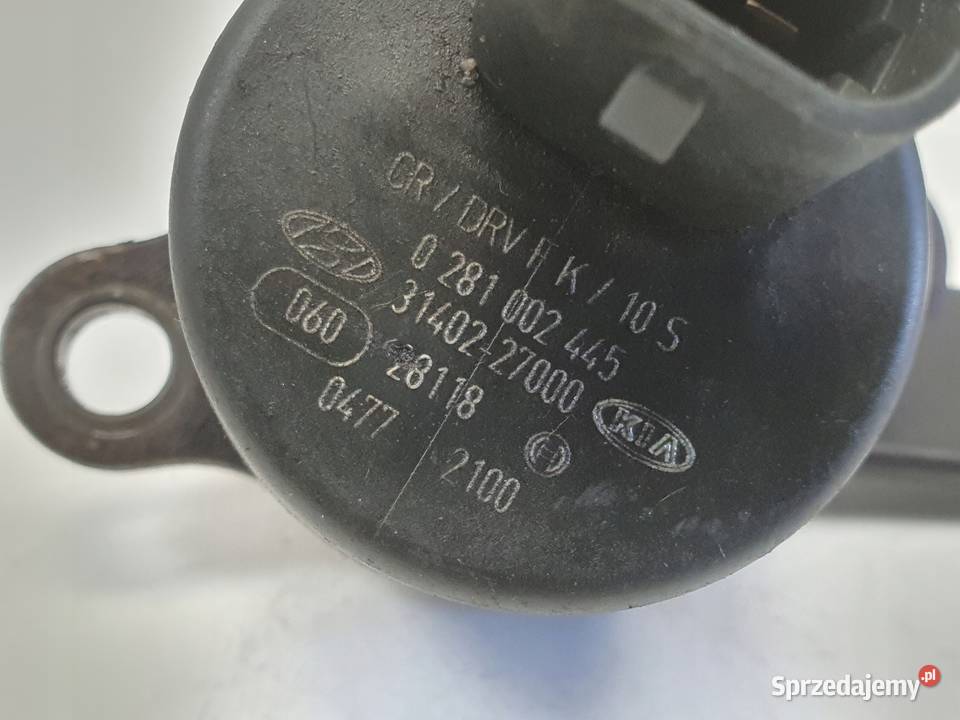 CR / DRV II K / 10 S
0 281 002 445
31402-27000
KIA
060
28118
0477
2100
Sprzedajemy.pl